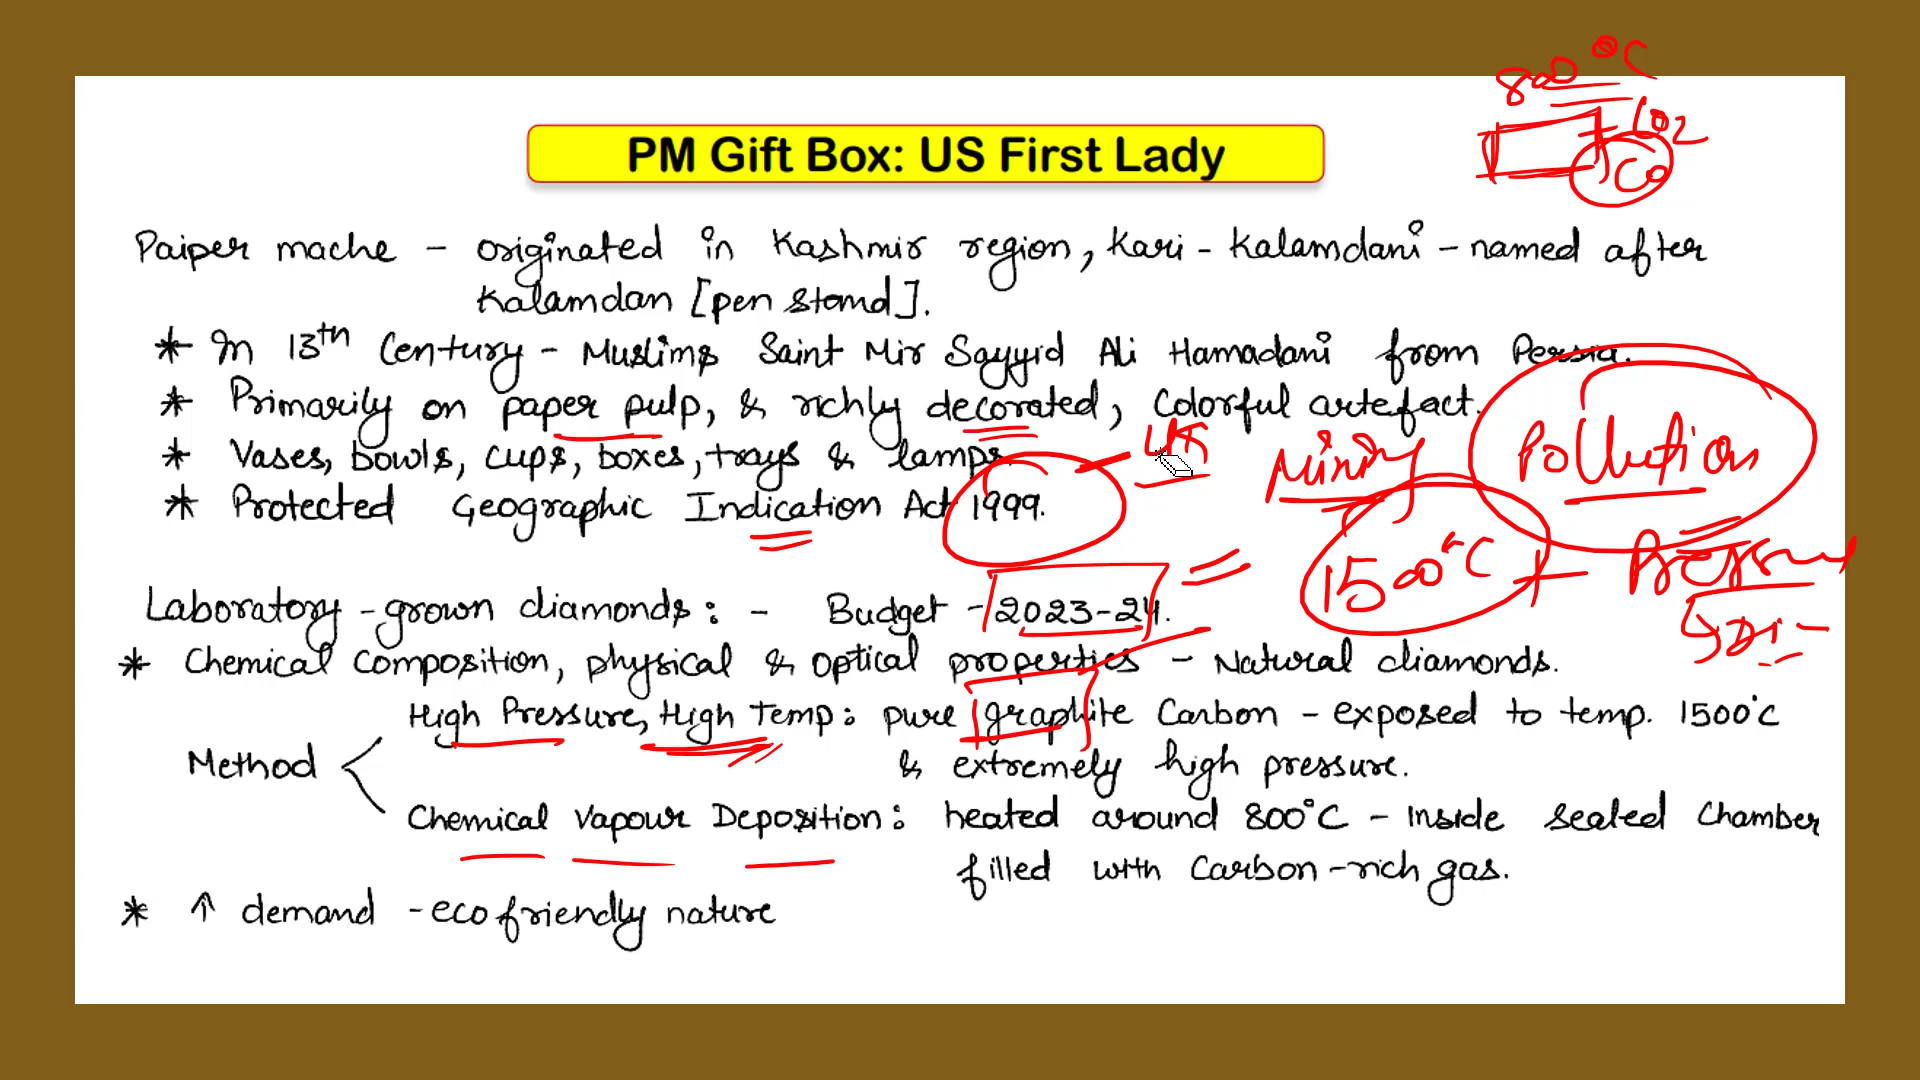 800 °C
CO2
CO
PM Gift Box: US First Lady
Paiper mache - originated in Kashmir region, Kari-Kalamdani - named after
Kalamdan [pen stand].
* In 13th Century - Muslims Saint Mir Sayyid Ali Hamadani from Persia.
* Primarily on paper pulp, & richly decorated, Colorful artefact.
* Vases, bowls, cups, boxes, trays & lamps.
Mining
Pollution
* Protected Geographic Indication Act 1999.
1500°C + Pressure
Laboratory-grown diamonds: - Budget - 2023-24.
* Chemical Composition, physical & optical properties - Natural diamonds.
High Pressure, High Temp: pure graphite Carbon - exposed to temp. 1500°C
Method
& extremely high pressure.
Chemical Vapour Deposition: heated around 800°C - Inside sealed Chamber
filled with Carbon-rich gas.
* ↑ demand - ecofriendly nature